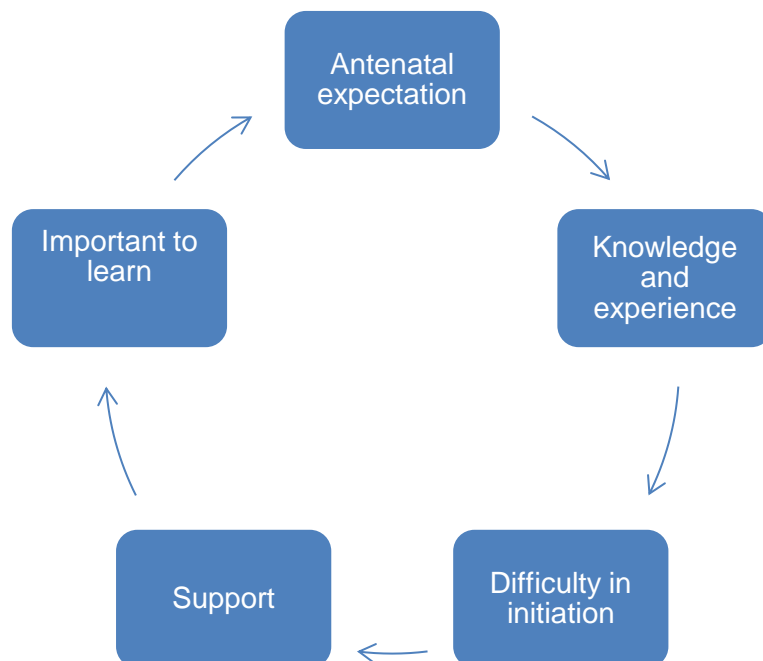 Antenatal
expectation
Knowledge
and
experience
Difficulty in
initiation
Support
Important to
learn